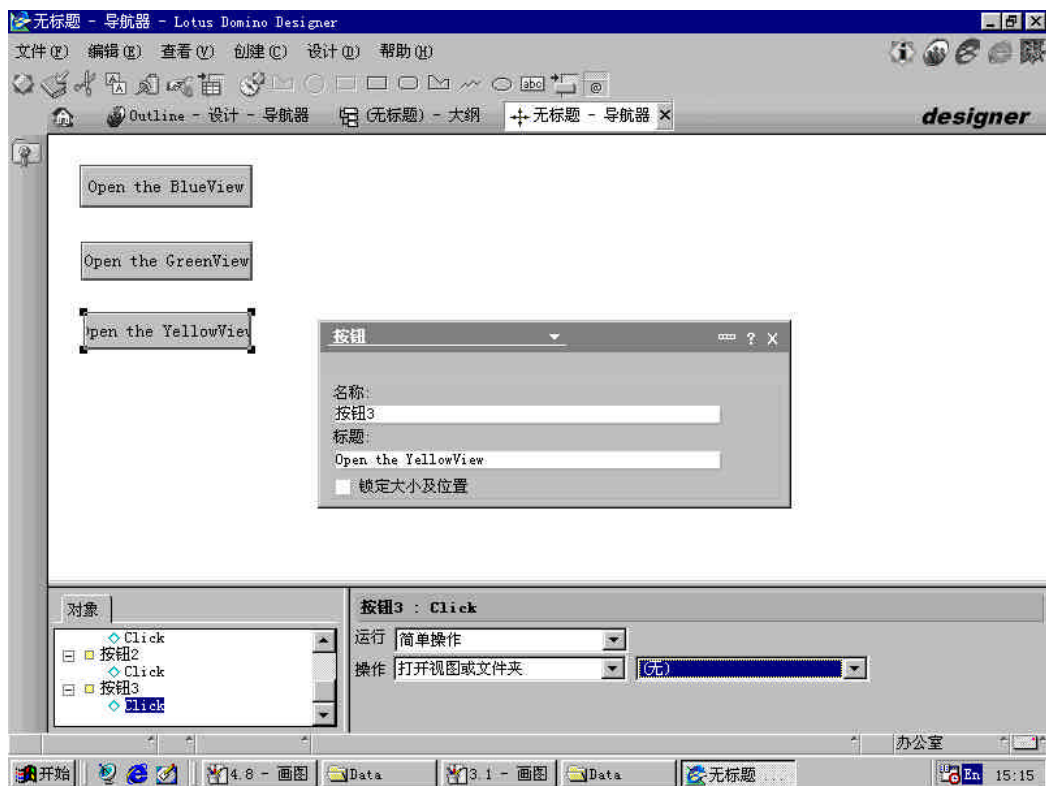 无标题 - 导航器 - Lotus Domino Designer
文件(F) 编辑(E) 查看(V) 创建(C) 设计(D) 帮助(H)
abc
@
Outline - 设计 - 导航器 (无标题) - 大纲 无标题 - 导航器
designer
Open the BlueView
Open the GreenView
Open the YellowView
按钮
名称:
按钮3
标题:
Open the YellowView
锁定大小及位置
对象
Click
按钮2
Click
按钮3
Click
按钮3 : Click
运行 简单操作
操作 打开视图或文件夹 (无)
办公室
开始 4.8 - 画图 Data 3.1 - 画图 Data 无标题 ... En 15:15